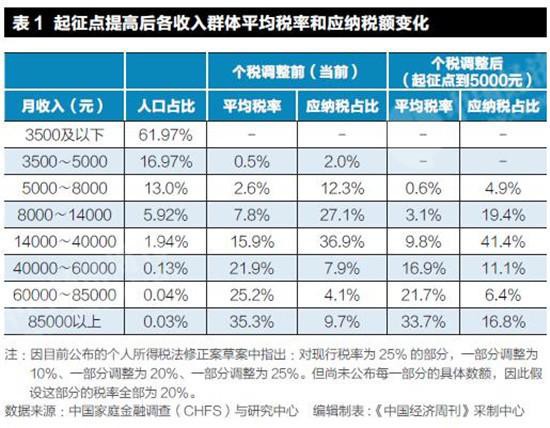 表 1 起征点提高后各收入群体平均税率和应纳税额变化
个税调整前（当前） 个税调整后（起征点到5000元）
月收入（元） 人口占比 平均税率 应纳税占比 平均税率 应纳税占比
3500及以下 61.97% － － － －
3500～5000 16.97% 0.5% 2.0% － －
5000～8000 13.0% 2.6% 12.3% 0.6% 4.9%
8000～14000 5.92% 7.8% 27.1% 3.1% 19.4%
14000～40000 1.94% 15.9% 36.9% 9.8% 41.4%
40000～60000 0.13% 21.9% 7.9% 16.9% 11.1%
60000～85000 0.04% 25.2% 4.1% 21.7% 6.4%
85000以上 0.03% 35.3% 9.7% 33.7% 16.8%
注：因目前公布的个人所得税法修正案草案中指出：对现行税率为 25% 的部分，一部分调整为
10%、一部分调整为 20%、一部分调整为 25%。但尚未公布每一部分的具体数额，因此假
设这部分的税率全部为 20%。
数据来源：中国家庭金融调查（CHFS）与研究中心 编辑制表：《中国经济周刊》采制中心